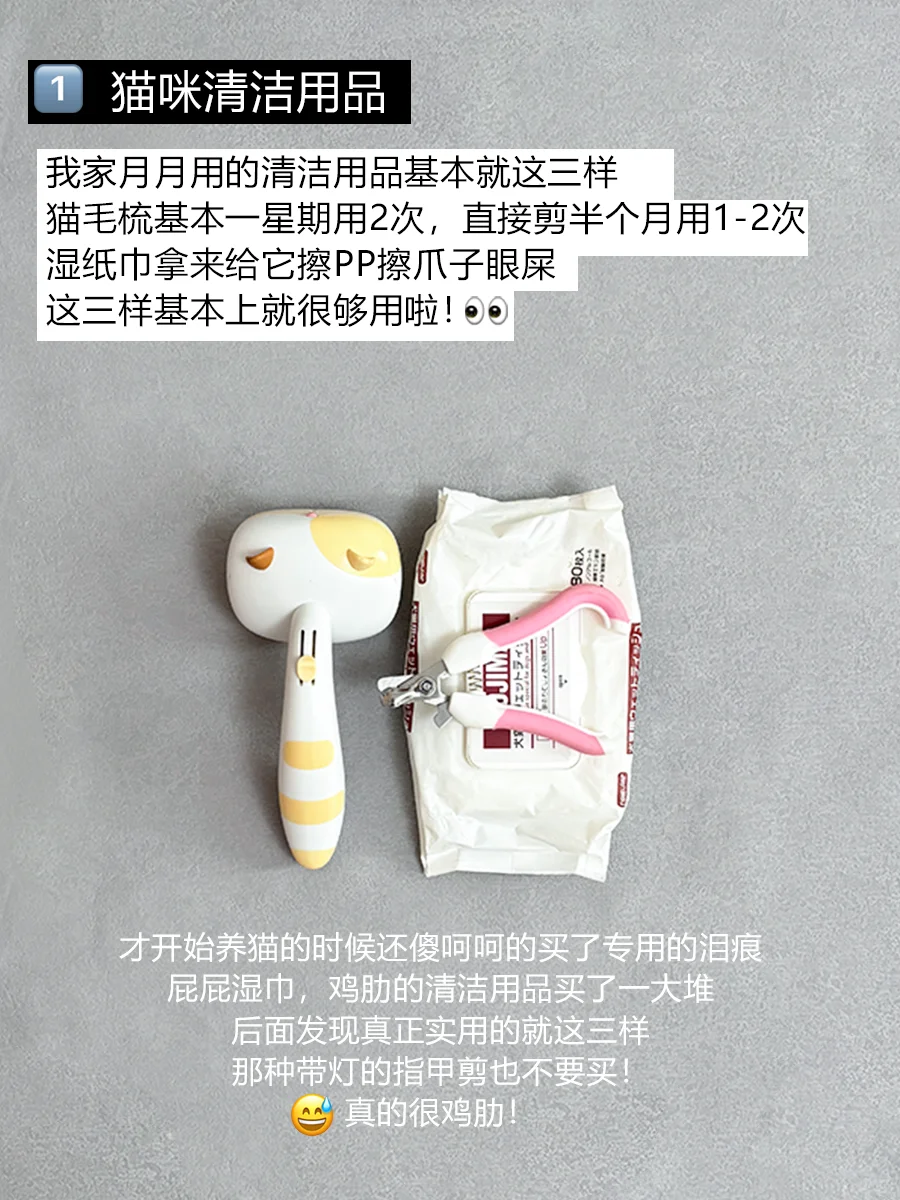 1️⃣ 猫咪清洁用品
我家月月用的清洁用品基本就这三样
猫毛梳基本一星期用2次，直接剪半个月用1-2次
湿纸巾拿来给它擦PP擦爪子眼屎
这三样基本上就很够用啦！👀
80枚入
才开始养猫的时候还傻呵呵的买了专用的泪痕
屁屁湿巾，鸡肋的清洁用品买了一大堆
后面发现真正实用的就这三样
那种带灯的指甲剪也不要买！
😅 真的很鸡肋！